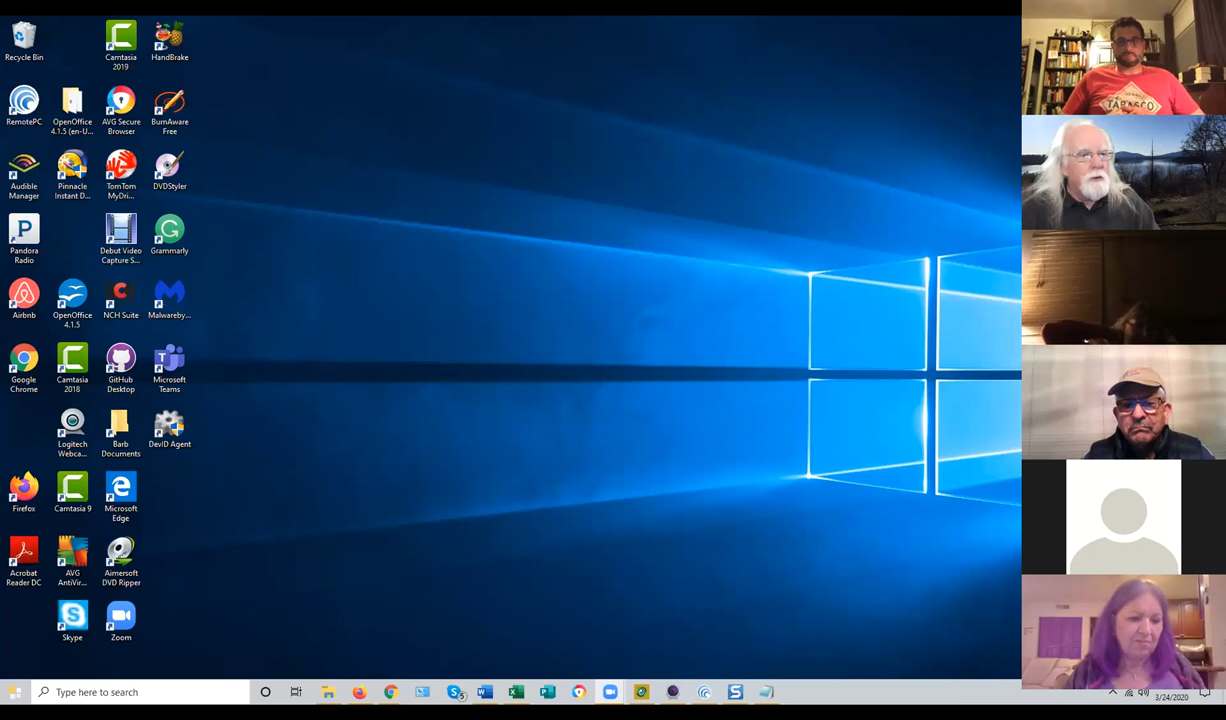 Recycle Bin
Camtasia
2019
HandBrake
RemotePC
OpenOffice
4.1.5 (en-U...
AVG Secure
Browser
BurnAware
Free
Audible
Manager
Pinnacle
Instant D...
TomTom
MyDri...
DVDStyler
Pandora
Radio
Debut Video
Capture S...
Grammarly
Airbnb
OpenOffice
4.1.5
NCH Suite
Malwareby...
Google
Chrome
Camtasia
2018
GitHub
Desktop
Microsoft
Teams
Logitech
Webca...
Barb
Documents
DevID Agent
Firefox
Camtasia 9
Microsoft
Edge
Acrobat
Reader DC
AVG
AntiVir...
Aimersoft
DVD Ripper
Skype
Zoom
TABASCO
Type here to search
5
3/24/2020